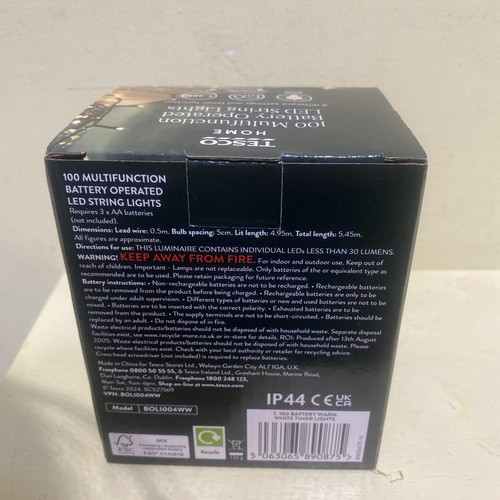 TESCO
HOME
100 Multifunction
Battery Operated
LED String Lights
8 different settings and timer function
100 MULTIFUNCTION
BATTERY OPERATED
LED STRING LIGHTS
Requires 3 x AA batteries
(not included).
Dimensions: Lead wire: 0.5m. Bulb spacing: 5cm. Lit length: 4.95m. Total length: 5.45m.
All figures are approximate.
Directions for use: THIS LUMINAIRE CONTAINS INDIVIDUAL LEDs LESS THAN 30 LUMENS.
WARNING! KEEP AWAY FROM FIRE. For indoor and outdoor use. Keep out of
reach of children. Important - Lamps are not replaceable. Only batteries of the or equivalent type as
recommended are to be used. Please retain packaging for future reference.
Battery instructions: • Non-rechargeable batteries are not to be recharged. • Rechargeable batteries
are to be removed from the product before being charged. • Rechargeable batteries are only to be
charged under adult supervision. • Different types of batteries or new and used batteries are not to be
mixed. • Batteries are to be inserted with the correct polarity. • Exhausted batteries are to be
removed from the product. • The supply terminals are not to be short-circuited. • Batteries should be
replaced by an adult. • Do not dispose of in fire.
Waste electrical products/batteries should not be disposed of with household waste. Separate disposal
facilities exist, see www.recycle-more.co.uk or in-store for details. ROI: Produced after 13th August
2005. Waste electrical products/batteries should not be disposed of with household waste. Please
recycle where facilities exist. Check with your local authority or retailer for recycling advice.
Cross head screwdriver (not included) is required to replace batteries.
Made in China for Tesco Stores Ltd., Welwyn Garden City AL7 1GA, U.K.
Freephone 0800 50 55 55, & Tesco Ireland Ltd., Gresham House, Marine Road,
Dun Laoghaire, Co. Dublin. Freephone 1800 248 123,
Mon-Sat, 9am-6pm. Shop on-line at www.tesco.com
© Tesco 2024. SC527569
VPN: BOL1004WW
Model BOL1004WW
IP44 CE UKCA
T. 100 BATTERY WARM
WHITE TIMER LIGHTS
5 063065 890875 >
FSC
MIX
Recycle